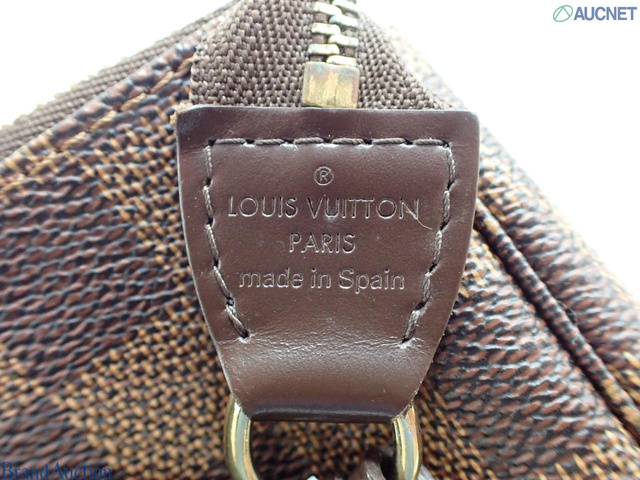 AUCNET
®
LOUIS VUITTON
PARIS
made in Spain
Brand Auction